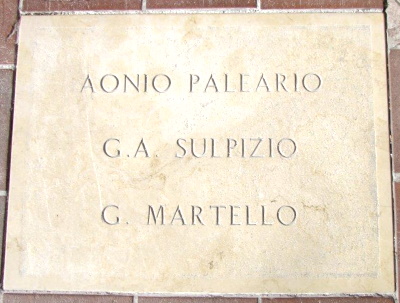 AONIO PALEARIO
G.A. SULPIZIO
G. MARTELLO